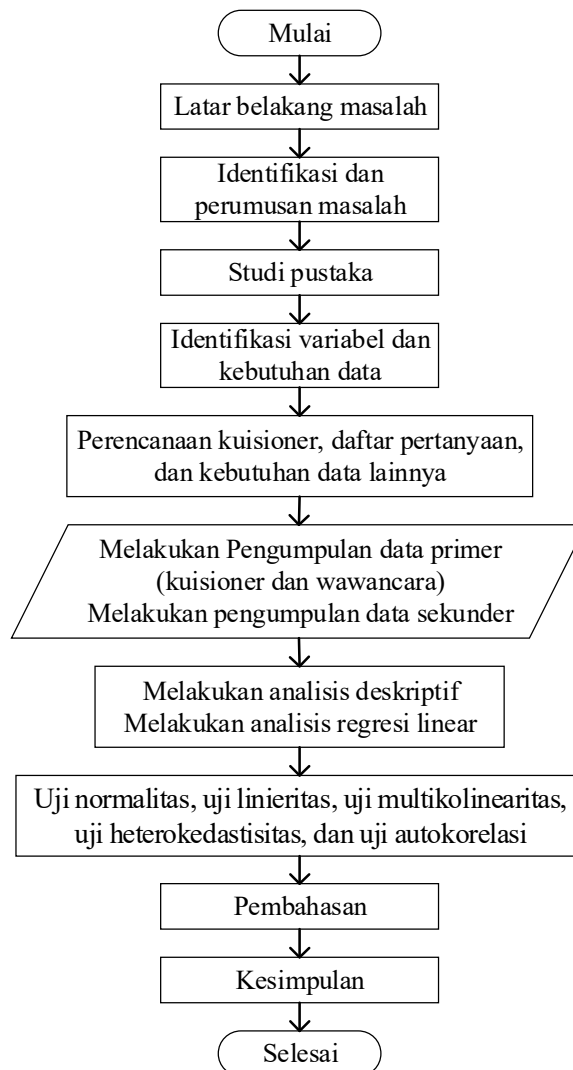 Mulai
Latar belakang masalah
Identifikasi dan
perumusan masalah
Studi pustaka
Identifikasi variabel dan
kebutuhan data
Perencanaan kuisioner, daftar pertanyaan,
dan kebutuhan data lainnya
Melakukan Pengumpulan data primer
(kuisioner dan wawancara)
Melakukan pengumpulan data sekunder
Melakukan analisis deskriptif
Melakukan analisis regresi linear
Uji normalitas, uji linieritas, uji multikolinearitas,
uji heterokedastisitas, dan uji autokorelasi
Pembahasan
Kesimpulan
Selesai